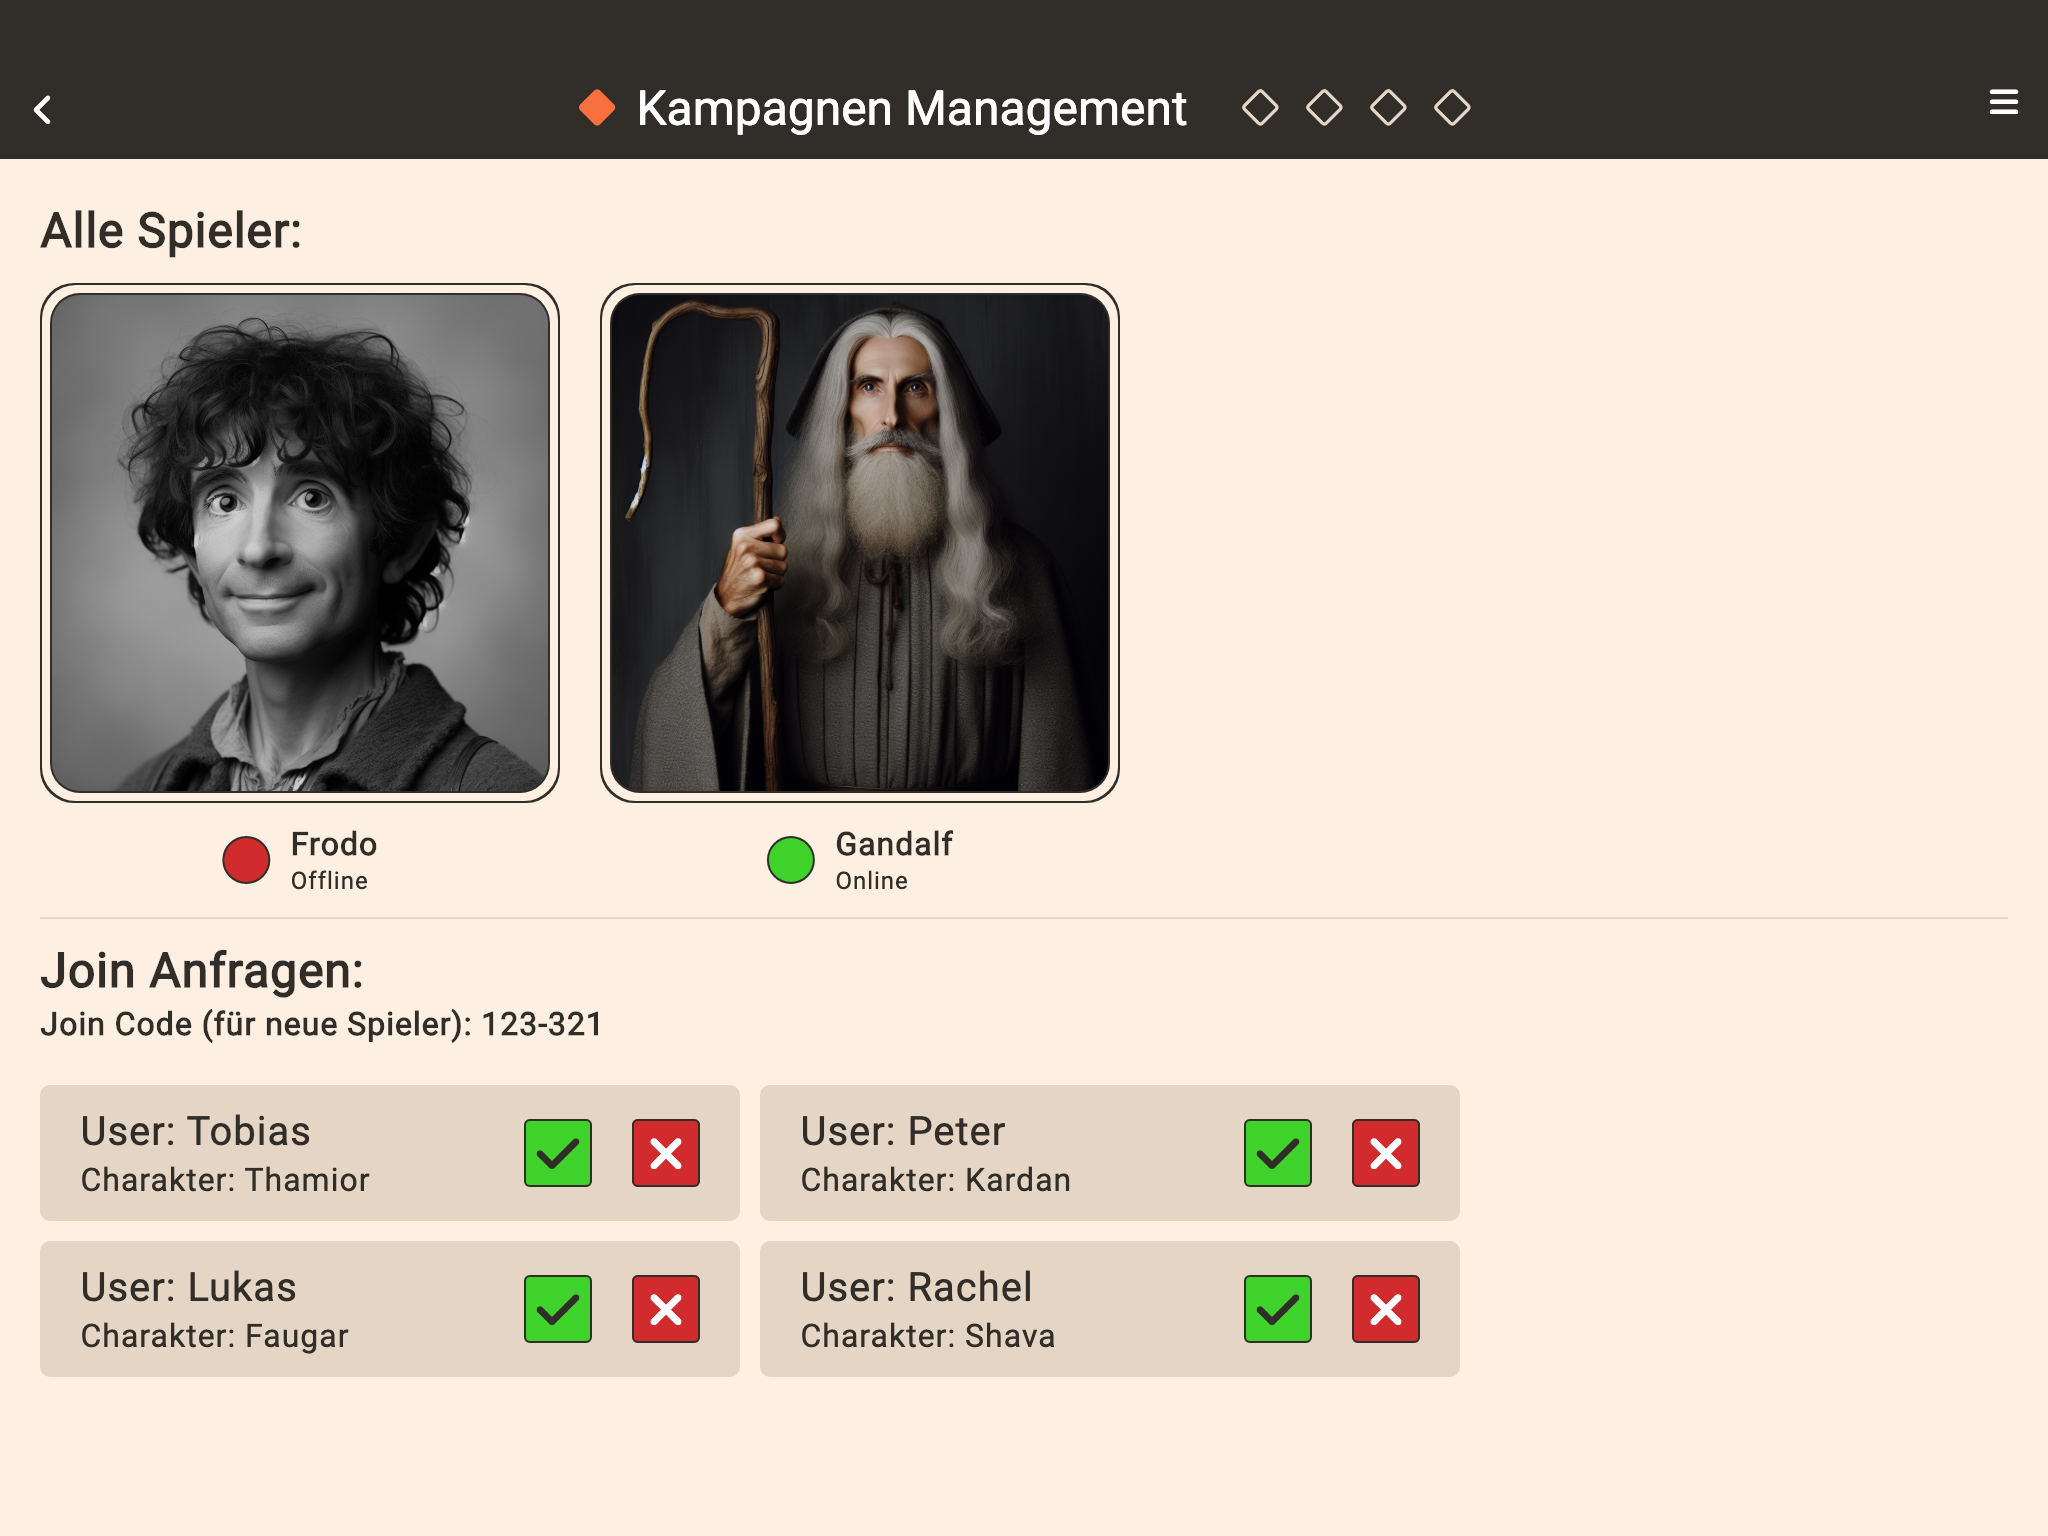 Kampagnen Management
Alle Spieler:
Frodo
Offline
Gandalf
Online
Join Anfragen:
Join Code (für neue Spieler): 123-321
User: Tobias
Charakter: Thamior
User: Peter
Charakter: Kardan
User: Lukas
Charakter: Faugar
User: Rachel
Charakter: Shava